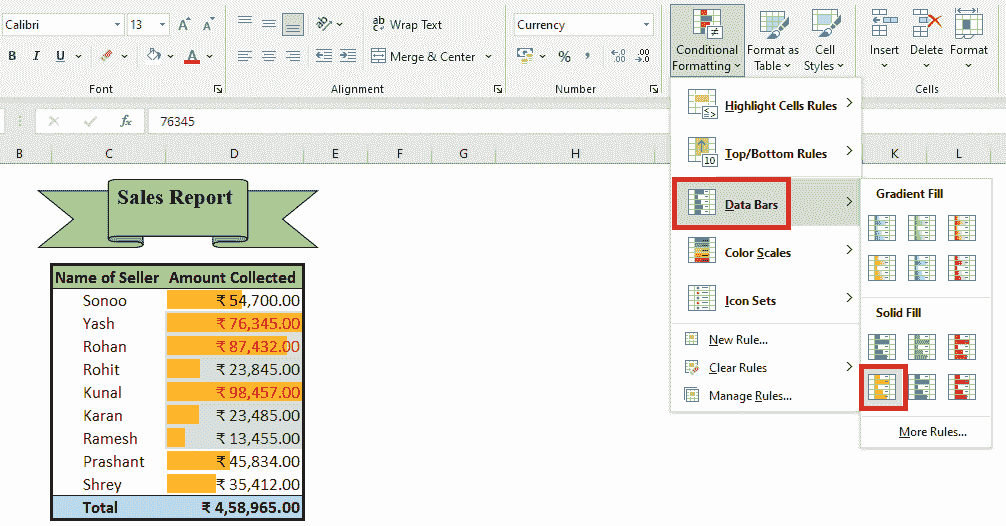 Calibri 13 A A ab Wrap Text Currency
B I U A Merge & Center % , .00 Conditional Formatting Format as Table Cell Styles Insert Delete Format
Font Alignment Number Cells
fx 76345
B C D E F G H K L
Highlight Cells Rules
10 Top/Bottom Rules
Data Bars
Color Scales
Icon Sets
New Rule...
Clear Rules
Manage Rules...
Gradient Fill
Solid Fill
More Rules...
Sales Report
Name of Seller Amount Collected
Sonoo ₹ 54,700.00
Yash ₹ 76,345.00
Rohan ₹ 87,432.00
Rohit ₹ 23,845.00
Kunal ₹ 98,457.00
Karan ₹ 23,485.00
Ramesh ₹ 13,455.00
Prashant ₹ 45,834.00
Shrey ₹ 35,412.00
Total ₹ 4,58,965.00